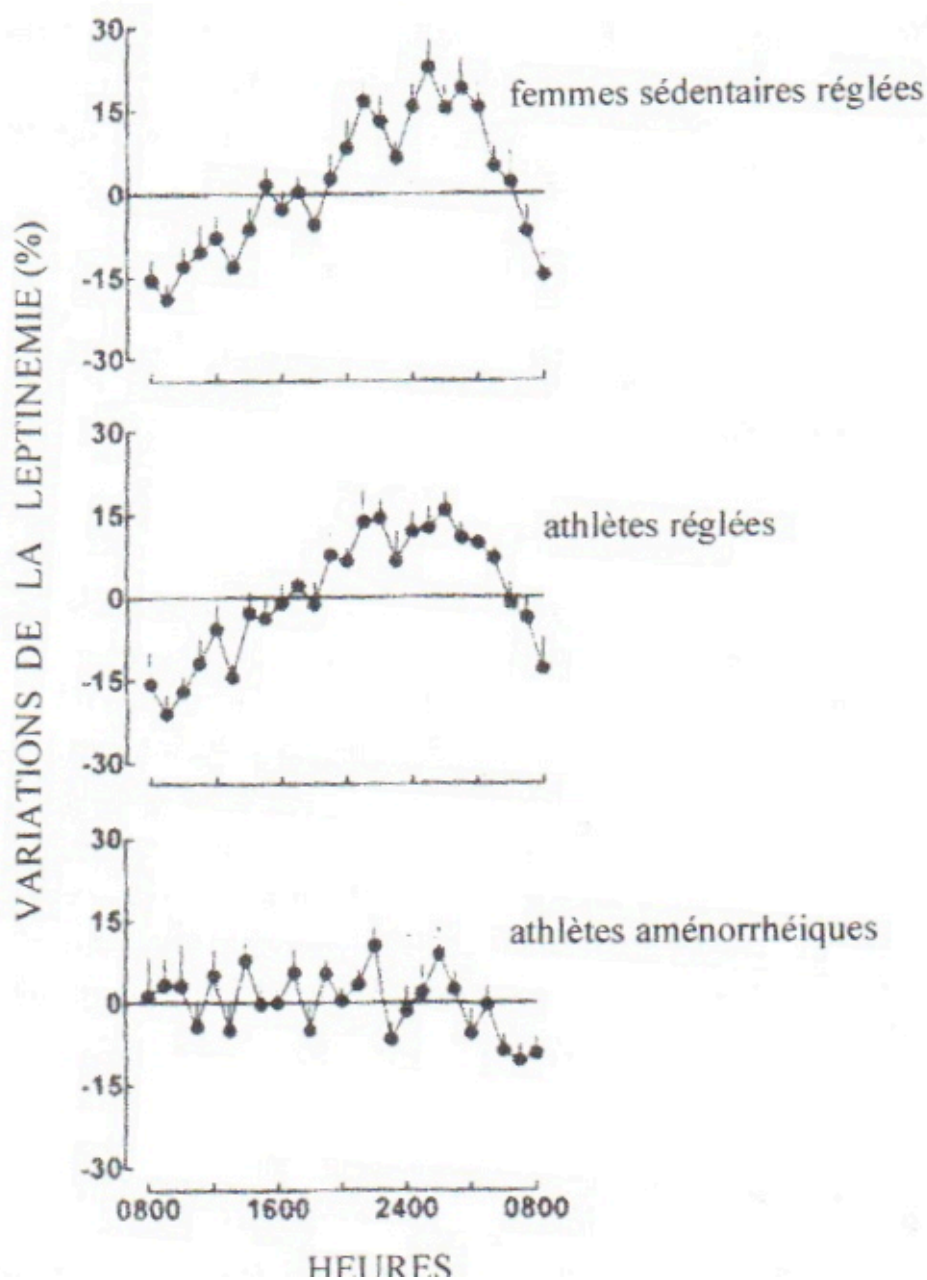 VARIATIONS DE LA LEPTINEMIE (%)
30
15
0
-15
-30
femmes sédentaires réglées
30
15
0
-15
-30
athlètes réglées
30
15
0
-15
-30
athlètes aménorrhéiques
0800 1600 2400 0800
HEURES